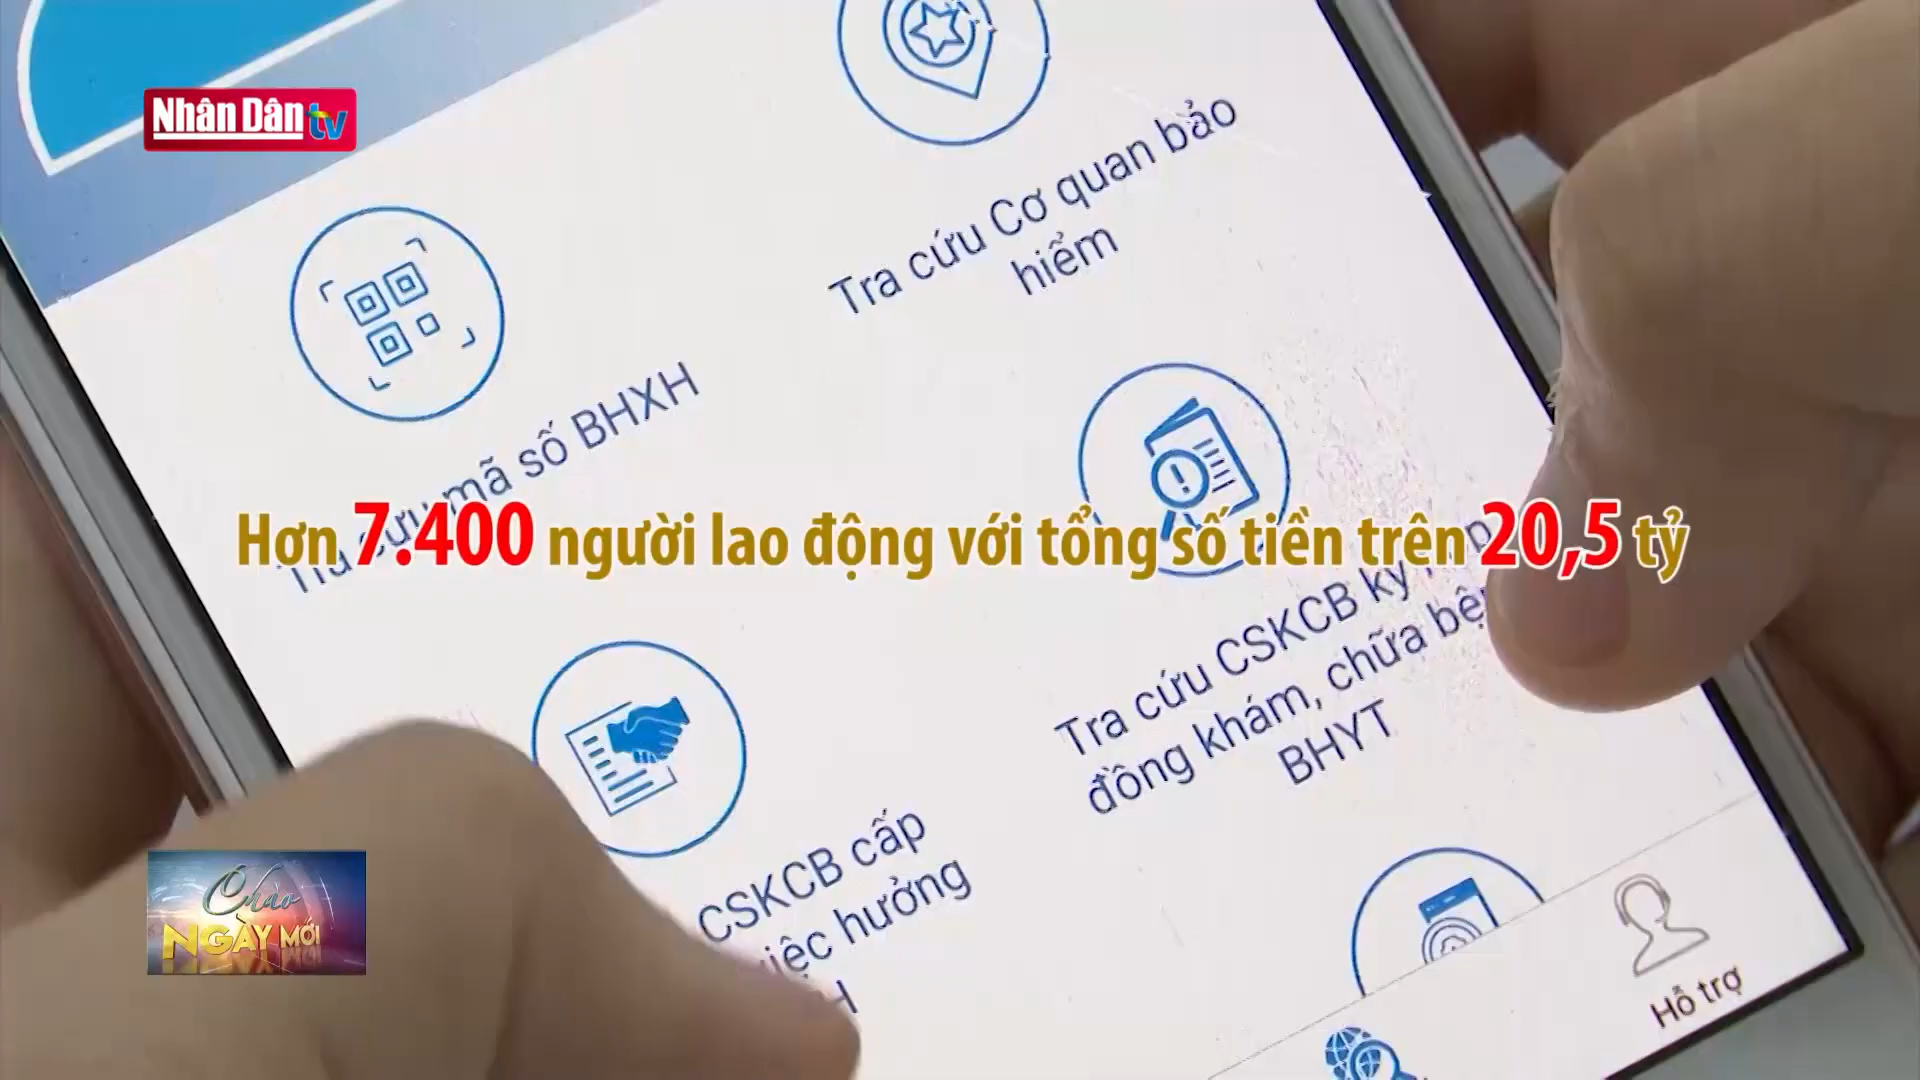 Nhân Dân tv
Tra cứu Cơ quan bảo
hiểm
mã số BHXH
Hơn 7.400 người lao động với tổng số tiền trên 20,5 tỷ
Tra cứu CSKCB ký
đồng khám, chữa
BHYT
CSKCB cấp
hưởng
Chào
NGÀY MỚI
Hỗ trợ